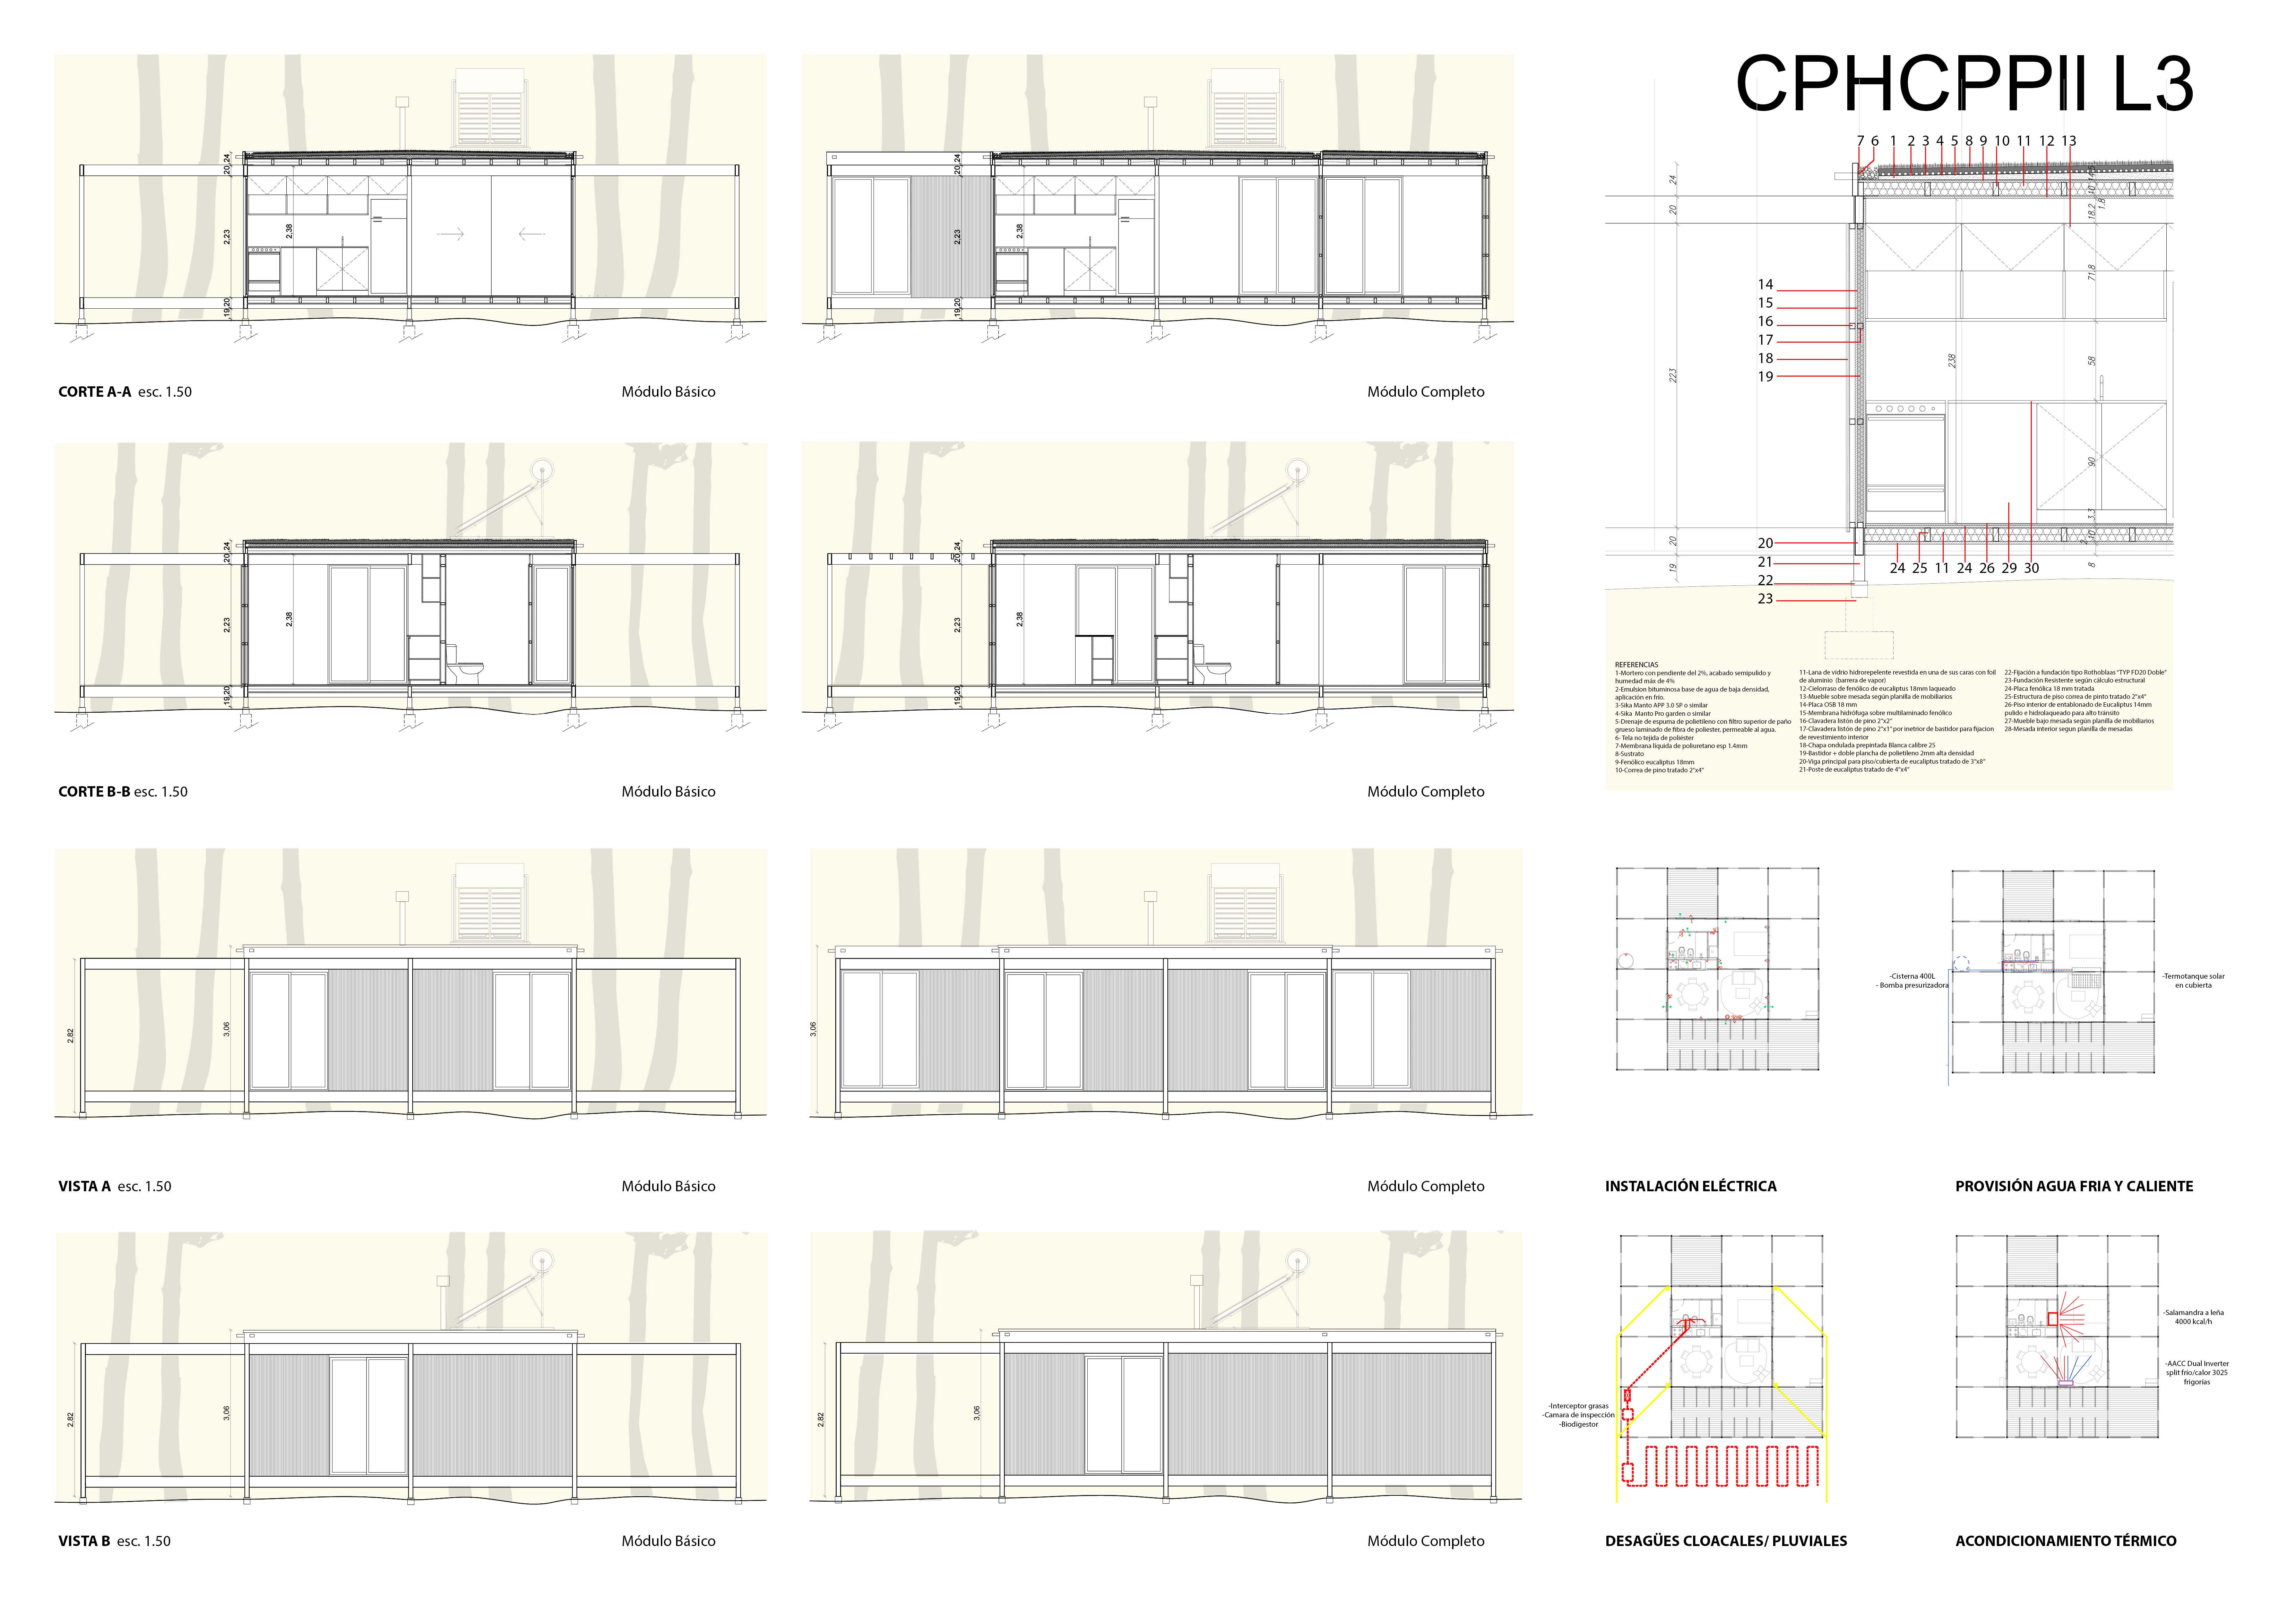 CPHCPPII L3
7 6 1 2 3 4 5 8 9 10 11 12 13
24
20
2,23
2,38
19,20
CORTE A-A esc. 1.50
Módulo Básico
24
20
2,23
2,38
19,20
Módulo Completo
24
20
2,23
2,38
19,20
CORTE B-B esc. 1.50
Módulo Básico
24
20
2,23
2,38
19,20
Módulo Completo
24
20
223
20
19
14
15
16
17
18
19
20
21
22
23
238
10
18.2
1.8
71.8
58
90
3.3
10
2
8
24 25 11 24 26 29 30
REFERENCIAS
1-Mortero con pendiente del 2%, acabado semipulido y
humedad máx de 4%
2-Emulsion bituminosa base de agua de baja densidad,
aplicación en frio.
3-Sika Manto APP 3.0 SP o similar
4-Sika Manto Pro garden o similar
5-Drenaje de espuma de polietileno con filtro superior de paño
grueso laminado de fibra de poliester, permeable al agua.
6- Tela no tejida de poliéster
7-Membrana líquida de poliuretano esp 1.4mm
8-Sustrato
9-Fenólico eucaliptus 18mm
10-Correa de pino tratado 2"x4"
11-Lana de vidrio hidrorepelente revestida en una de sus caras con foil
de aluminio (barrera de vapor)
12-Cielorraso de fenólico de eucaliptus 18mm laqueado
13-Mueble sobre mesada según planilla de mobiliarios
14-Placa OSB 18 mm
15-Membrana hidrófuga sobre multilaminado fenólico
16-Clavadera listón de pino 2"x2"
17-Clavadera listón de pino 2"x1" por inetrior de bastidor para fijacion
de revestimiento interior
18-Chapa ondulada prepintada Blanca calibre 25
19-Bastidor + doble plancha de polietileno 2mm alta densidad
20-Viga principal para piso/cubierta de eucaliptus tratado de 3"x8"
21-Poste de eucaliptus tratado de 4"x4"
22-Fijación a fundación tipo Rothoblaas "TYP FD20 Doble"
23-Fundación Resistente según cálculo estructural
24-Placa fenólica 18 mm tratada
25-Estructura de piso correa de pinto tratado 2"x4"
26-Piso interior de entablonado de Eucaliptus 14mm
pulido e hidrolaqueado para alto tránsito
27-Mueble bajo mesada según planilla de mobiliarios
28-Mesada interior segun planilla de mesadas
2,82
3,06
VISTA A esc. 1.50
Módulo Básico
3,06
Módulo Completo
INSTALACIÓN ELÉCTRICA
-Cisterna 400L
- Bomba presurizadora
-Termotanque solar
en cubierta
PROVISIÓN AGUA FRIA Y CALIENTE
2,82
3,06
VISTA B esc. 1.50
Módulo Básico
2,82
3,06
Módulo Completo
-Interceptor grasas
-Camara de inspección
-Biodigestor
DESAGÜES CLOACALES/ PLUVIALES
-Salamandra a leña
4000 kcal/h
-AACC Dual Inverter
split frío/calor 3025
frigorías
ACONDICIONAMIENTO TÉRMICO